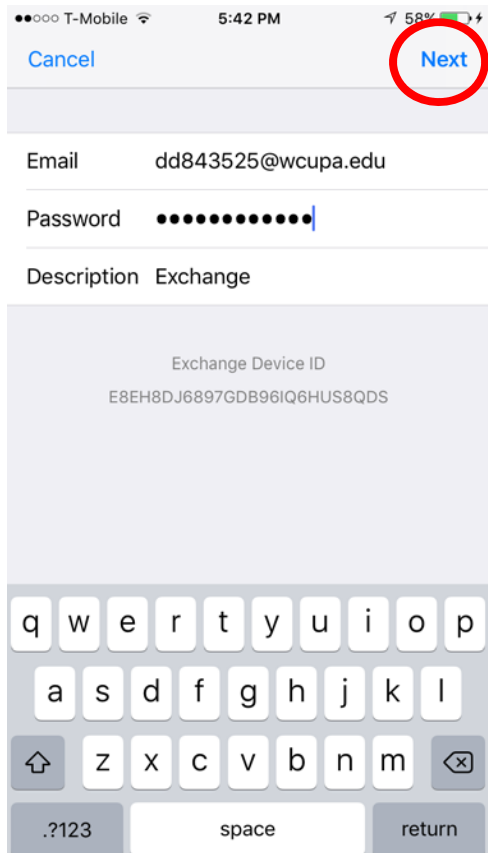 ●●○○○ T-Mobile 5:42 PM 58%
Cancel Next
Email dd843525@wcupa.edu
Password ●●●●●●●●●●●●
Description Exchange
Exchange Device ID
E8EH8DJ6897GDB96IQ6HUS8QDS
q w e r t y u i o p
a s d f g h j k l
z x c v b n m
.?123 space return